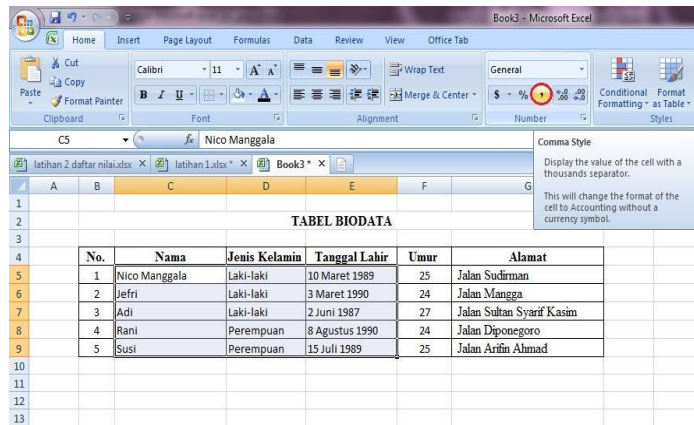 Book3 - Microsoft Excel
Home Insert Page Layout Formulas Data Review View Office Tab
Paste
Cut
Copy
Format Painter
Clipboard
Calibri 11 A A
B I U A
Font
Wrap Text
Merge & Center
Alignment
General
$ % , .0 .00 .00 .0
Number
Conditional Formatting
Format as Table
Styles
C5 fx Nico Manggala
Comma Style
Display the value of the cell with a thousands separator.
This will change the format of the cell to Accounting without a currency symbol.
latihan 2 daftar nilai.xlsx latihan 1.xlsx * Book3 *
A B C D E F G
1
2 TABEL BIODATA
3
4 No. Nama Jenis Kelamin Tanggal Lahir Umur Alamat
5 1 Nico Manggala Laki-laki 10 Maret 1989 25 Jalan Sudirman
6 2 Jefri Laki-laki 3 Maret 1990 24 Jalan Mangga
7 3 Adi Laki-laki 2 Juni 1987 27 Jalan Sultan Syarif Kasim
8 4 Rani Perempuan 8 Agustus 1990 24 Jalan Diponegoro
9 5 Susi Perempuan 15 Juli 1989 25 Jalan Arifin Ahmad
10
11
12
13